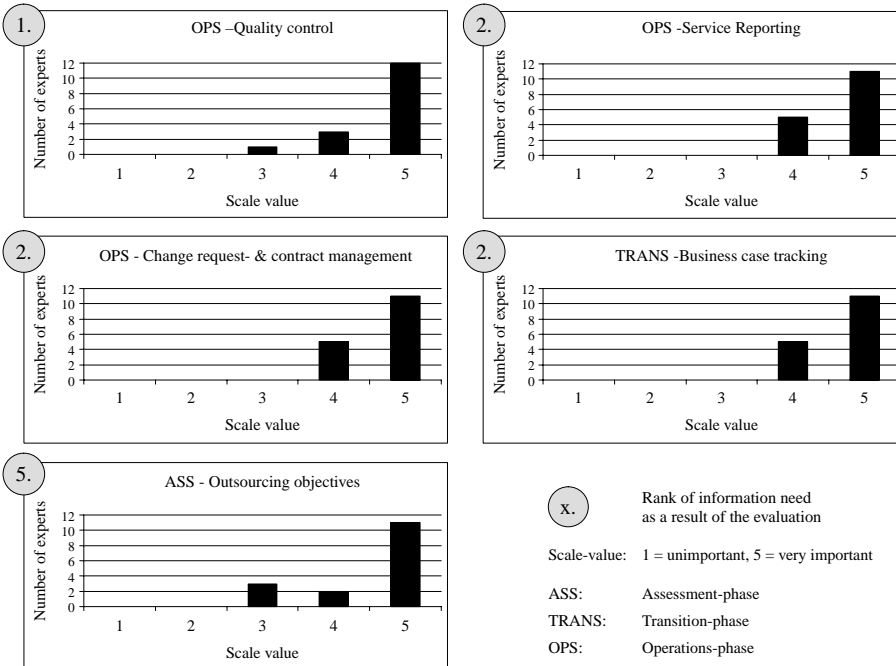 1.
OPS –Quality control
Number of experts
12
10
8
6
4
2
0
1 2 3 4 5
Scale value
2.
OPS -Service Reporting
Number of experts
12
10
8
6
4
2
0
1 2 3 4 5
Scale value
2.
OPS - Change request- & contract management
Number of experts
12
10
8
6
4
2
0
1 2 3 4 5
Scale value
2.
TRANS -Business case tracking
Number of experts
12
10
8
6
4
2
0
1 2 3 4 5
Scale value
5.
ASS - Outsourcing objectives
Number of experts
12
10
8
6
4
2
0
1 2 3 4 5
Scale value
x.
Rank of information need
as a result of the evaluation
Scale-value: 1 = unimportant, 5 = very important
ASS: Assessment-phase
TRANS: Transition-phase
OPS: Operations-phase